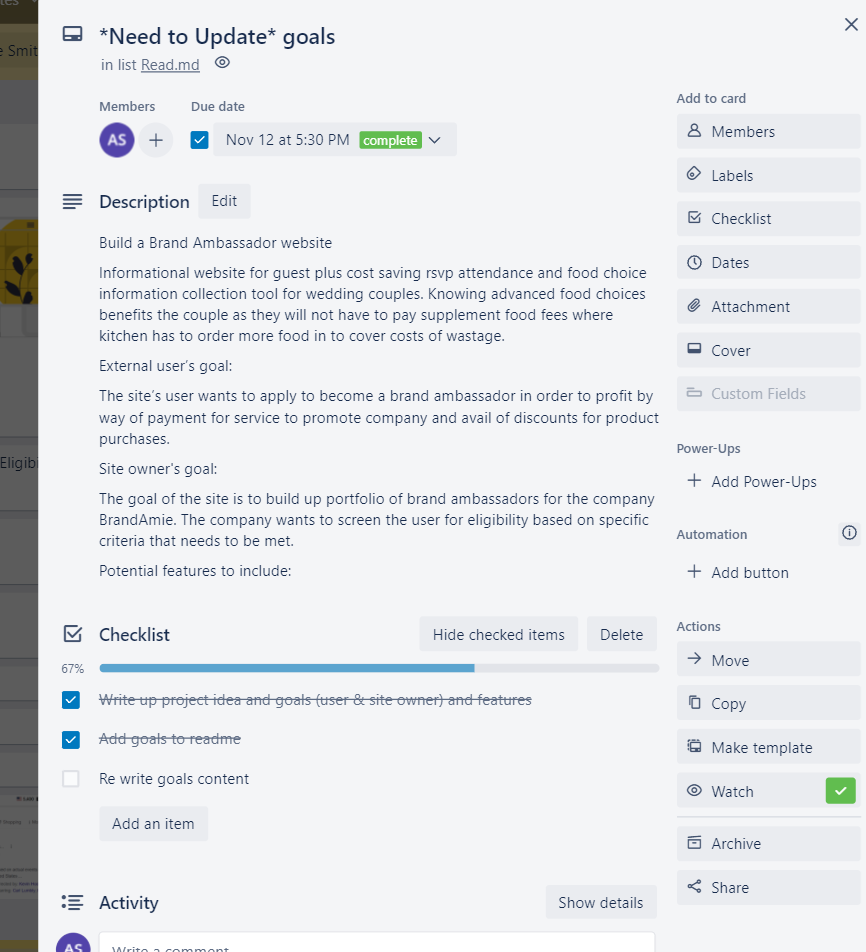 *Need to Update* goals
in list Read.md
Members
Due date
AS
Nov 12 at 5:30 PM complete
Description Edit
Build a Brand Ambassador website
Informational website for guest plus cost saving rsvp attendance and food choice
information collection tool for wedding couples. Knowing advanced food choices
benefits the couple as they will not have to pay supplement food fees where
kitchen has to order more food in to cover costs of wastage.
External user's goal:
The site's user wants to apply to become a brand ambassador in order to profit by
way of payment for service to promote company and avail of discounts for product
purchases.
Site owner's goal:
The goal of the site is to build up portfolio of brand ambassadors for the company
BrandAmie. The company wants to screen the user for eligibility based on specific
criteria that needs to be met.
Potential features to include:
Checklist Hide checked items Delete
67%
Write up project idea and goals (user & site owner) and features
Add goals to readme
Re write goals content
Add an item
Activity Show details
AS
Write a comment
Add to card
Members
Labels
Checklist
Dates
Attachment
Cover
Custom Fields
Power-Ups
+ Add Power-Ups
Automation
+ Add button
Actions
Move
Copy
Make template
Watch
Archive
Share
Smit
Eligibi